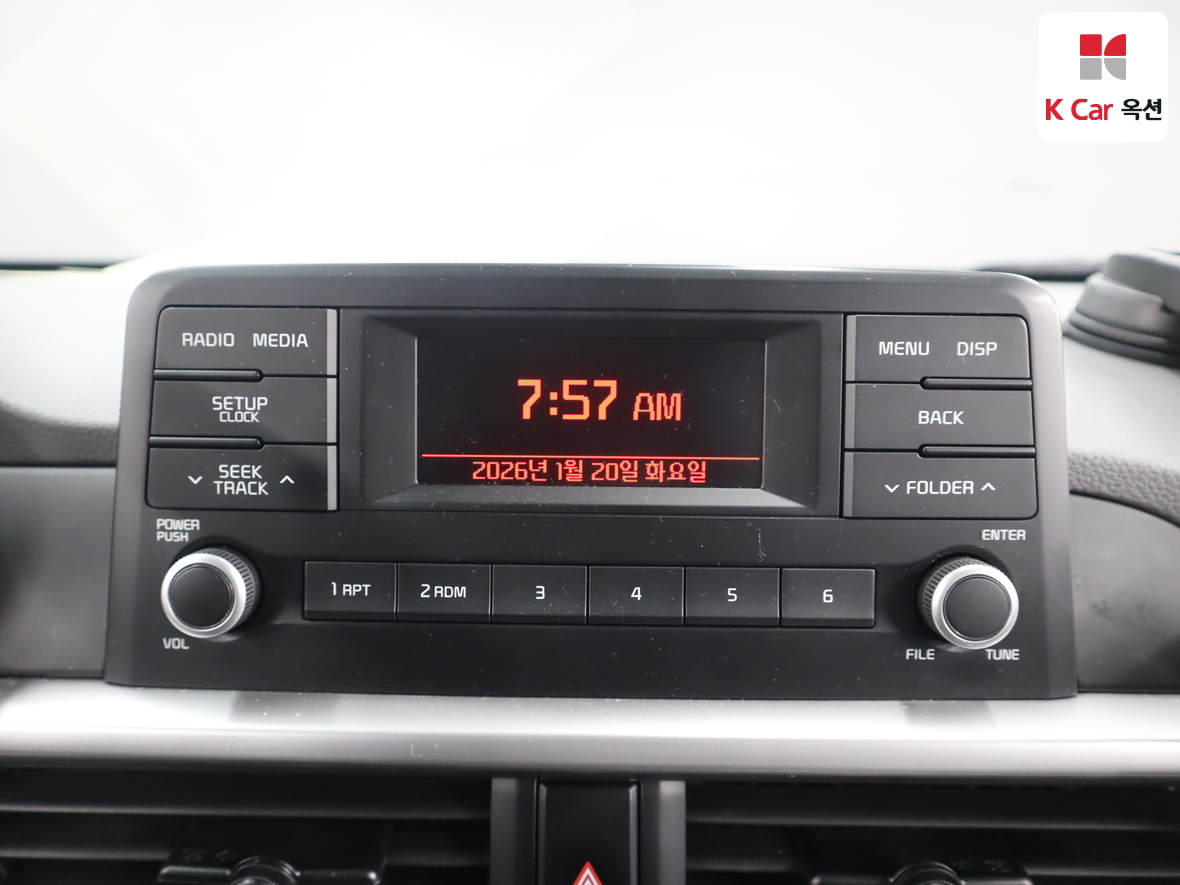 K Car 옥션
RADIO MEDIA
SETUP
CLOCK
SEEK
TRACK
7:57 AM
2026년 1월 20일 화요일
MENU DISP
BACK
FOLDER
POWER
PUSH
VOL
1 RPT
2 RDM
3
4
5
6
ENTER
FILE
TUNE